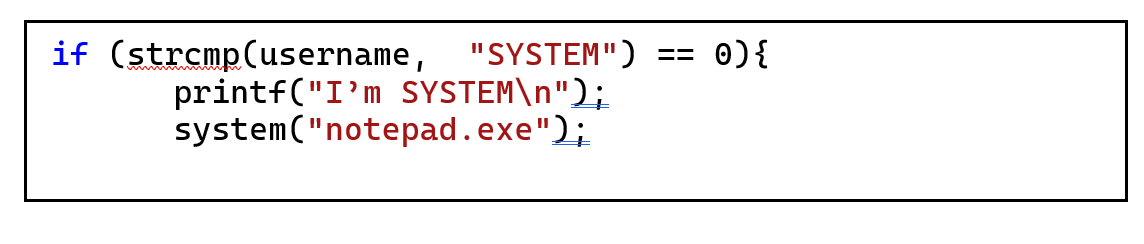 if (strcmp(username,  "SYSTEM") == 0){
printf("I’m SYSTEM\n");
system("notepad.exe");